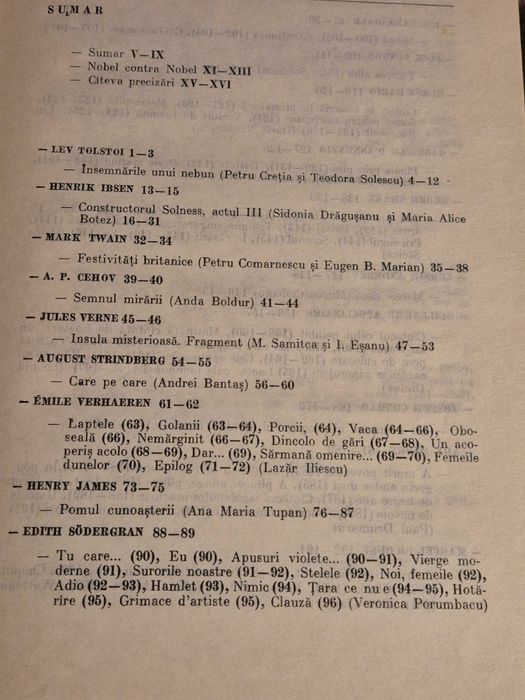 SUMAR
— Sumar V—IX
— Nobel contra Nobel XI—XIII
— Cîteva precizări XV—XVI
— LEV TOLSTOI 1—3
— Însemnările unui nebun (Petru Creția și Teodora Solescu) 4—12
— HENRIK IBSEN 13—15
— Constructorul Solness, actul III (Sidonia Drăgușanu și Maria Alice
Botez) 16—31
— MARK TWAIN 32—34
— Festivități britanice (Petru Comarnescu și Eugen B. Marian) 35—38
— A. P. CEHOV 39—40
— Semnul mirării (Anda Boldur) 41—44
— JULES VERNE 45—46
— Insula misterioasă. Fragment (M. Samitca și I. Eșanu) 47—53
— AUGUST STRINDBERG 54—55
— Care pe care (Andrei Bantaș) 56—60
— ÉMILE VERHAEREN 61—62
— Laptele (63), Golanii (63—64), Porcii, (64), Vaca (64—66), Obo-
seală (66), Nemărginit (66—67), Dincolo de gări (67—68), Un aco-
periș acolo (68—69), Dar... (69), Sărmană omenire... (69—70), Femeile
dunelor (70), Epilog (71—72) (Lazăr Iliescu)
— HENRY JAMES 73—75
— Pomul cunoașterii (Ana Maria Tupan) 76—87
— EDITH SÖDERGRAN 88—89
— Tu care... (90), Eu (90), Apusuri violete... (90—91), Vierge mo-
derne (91), Surorile noastre (91—92), Stelele (92), Noi, femeile (92),
Adio (92—93), Hamlet (93), Nimic (94), Țara ce nu e (94—95), Hotă-
rîre (95), Grimace d'artiste (95), Clauză (96) (Veronica Porumbacu)